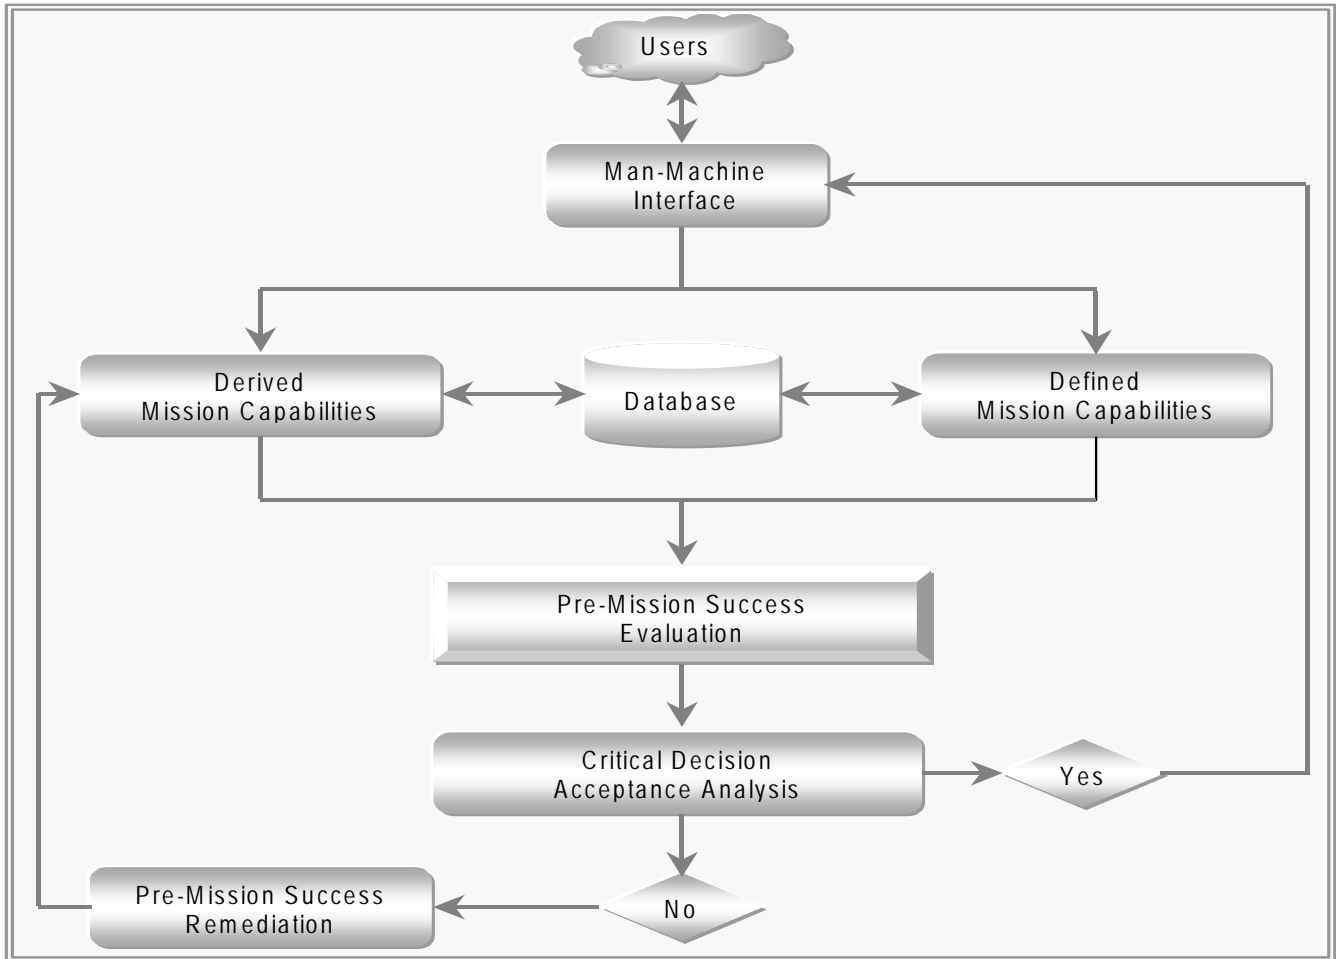 Users
Man-Machine
Interface
Derived
Mission Capabilities
Database
Defined
Mission Capabilities
Pre-Mission Success
Evaluation
Critical Decision
Acceptance Analysis
Yes
Pre-Mission Success
Remediation
No